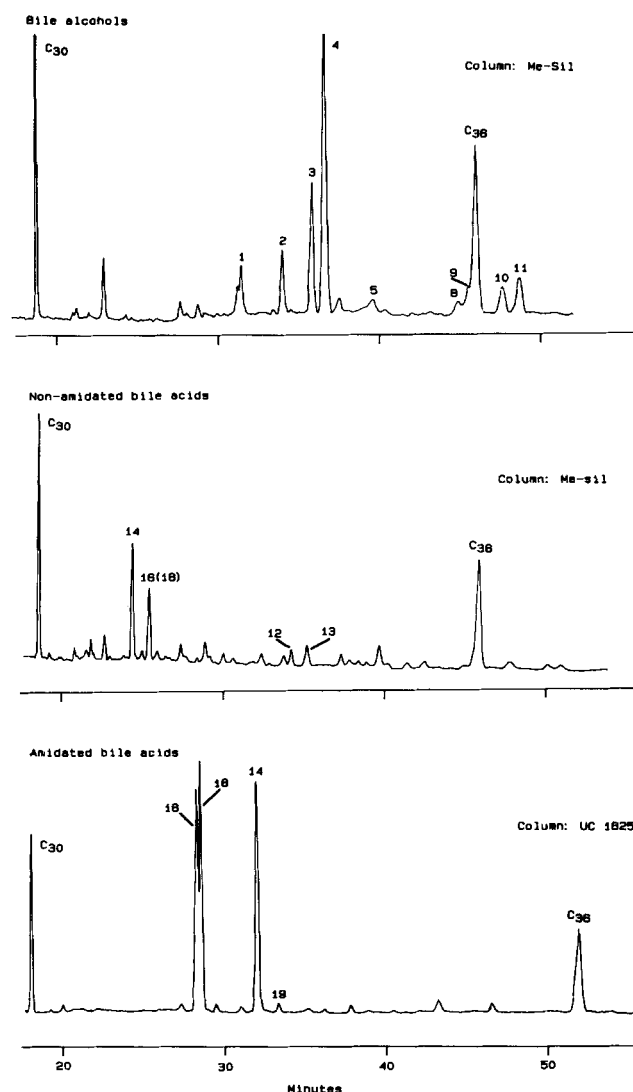 Bile alcohols
C30
4
Column: Me-Sil
C36
3
2
1
5
9
8
10
11
Non-amidated bile acids
C30
Column: Me-sil
14
16(18)
12
13
C36
Amidated bile acids
18
16
14
C30
Column: UC 1625
19
C36
20
30
40
50
Minutes